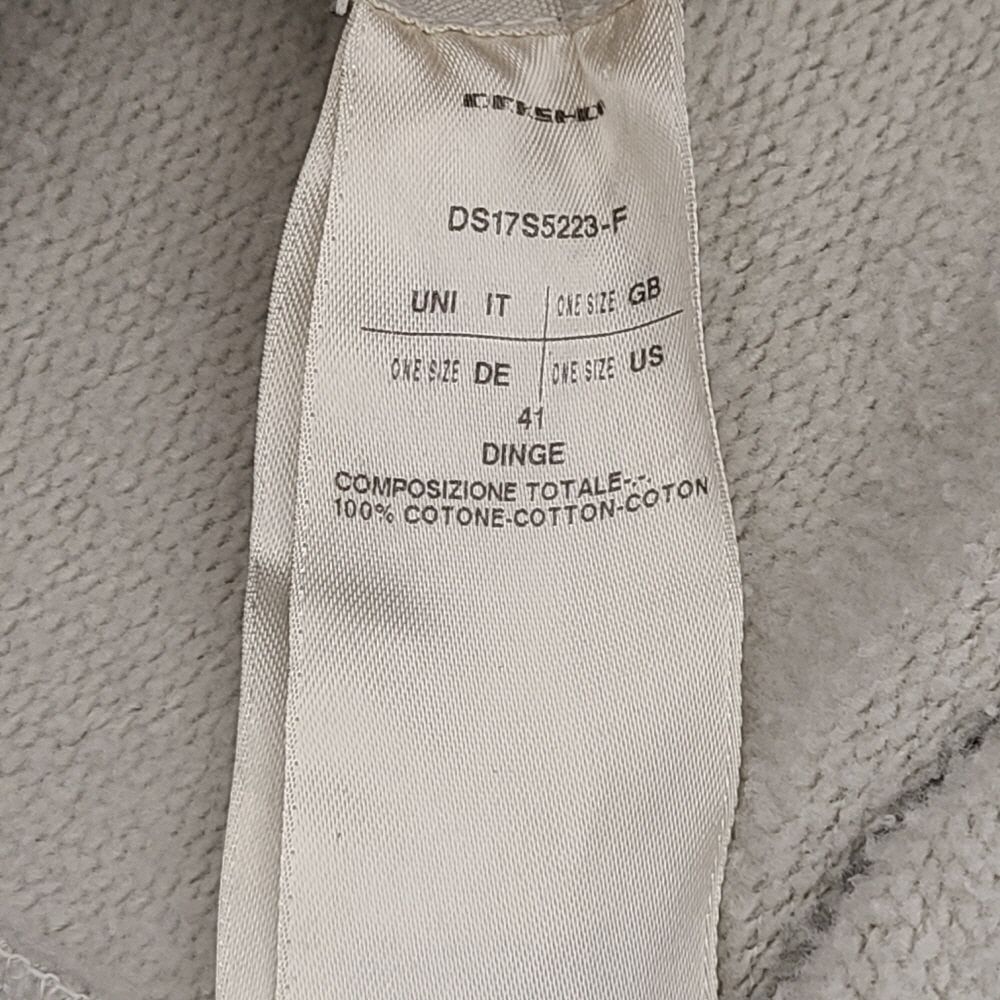 DS17S5223-F
UNI IT ONE SIZE GB
ONE SIZE DE ONE SIZE US
41
DINGE
COMPOSIZIONE TOTALE-.-.
100% COTONE-COTTON-COTON